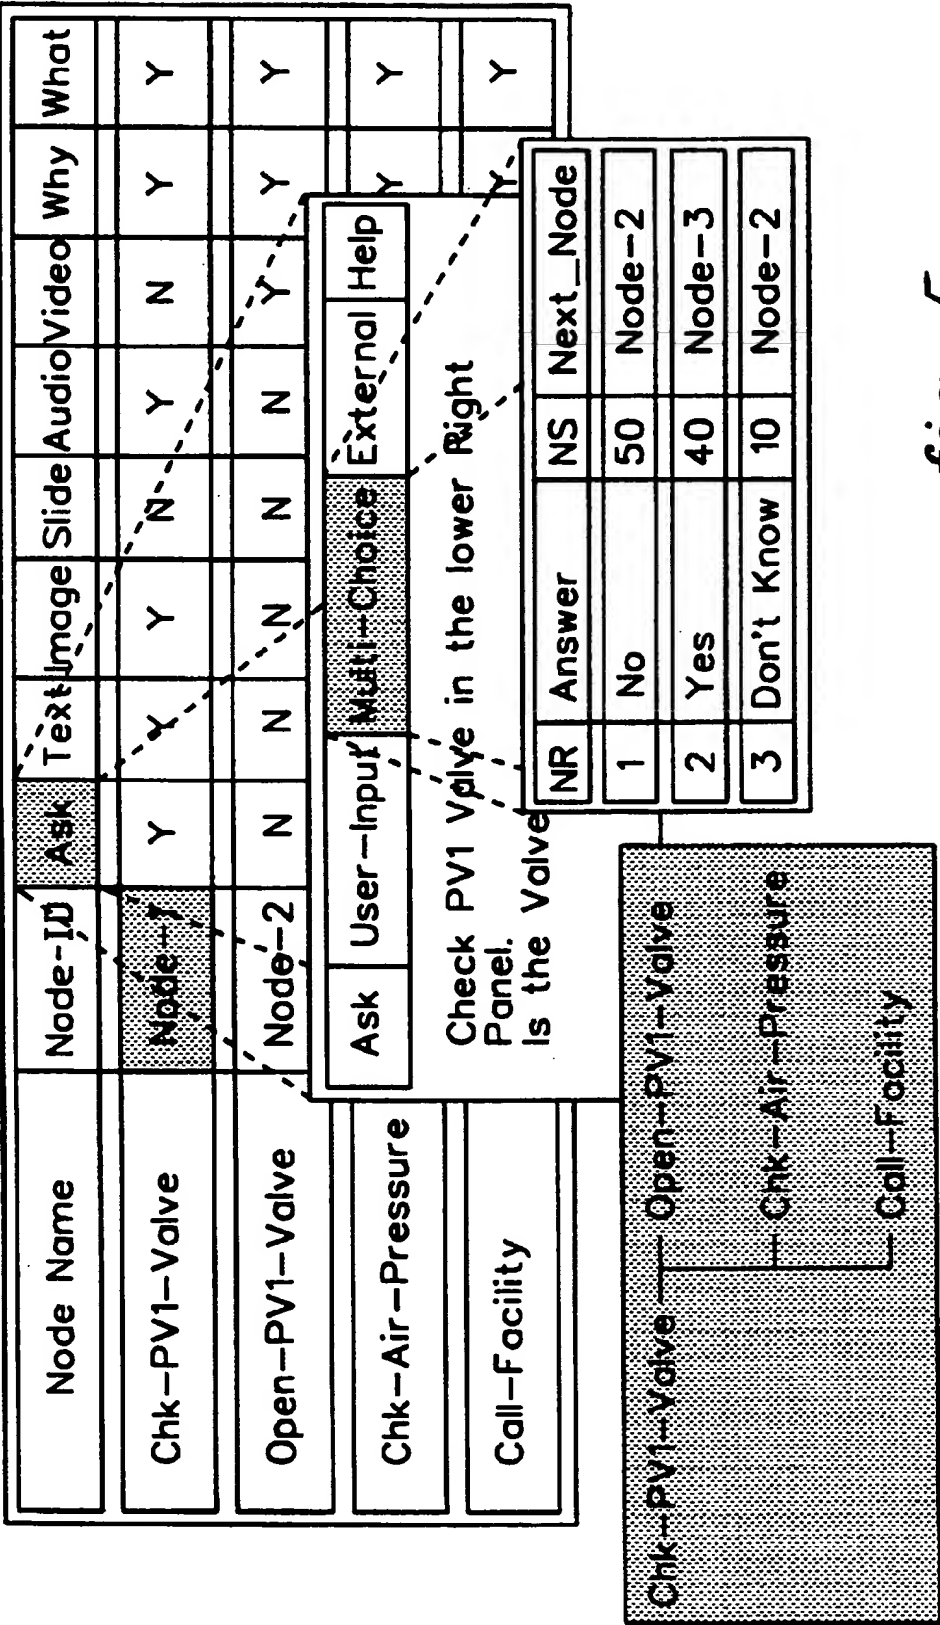 Node Name Node-ID Ask Text Image Slide Audio Video Why What
Chk-PV1-Valve Node-1 Y Y Y N Y N Y Y
Open-PV1-Valve Node-2 N N N N N Y Y Y
Chk-Air-Pressure Y Y
Call-Facility Y Y
Ask User-Input Multi-Choice External Help
Check PV1 Valve in the lower Right
Panel.
Is the Valve
NR Answer NS Next_Node
1 No 50 Node-2
2 Yes 40 Node-3
3 Don't Know 10 Node-2
Chk-PV1-Valve Open-PV1-Valve
Chk-Air-Pressure
Call-Facility